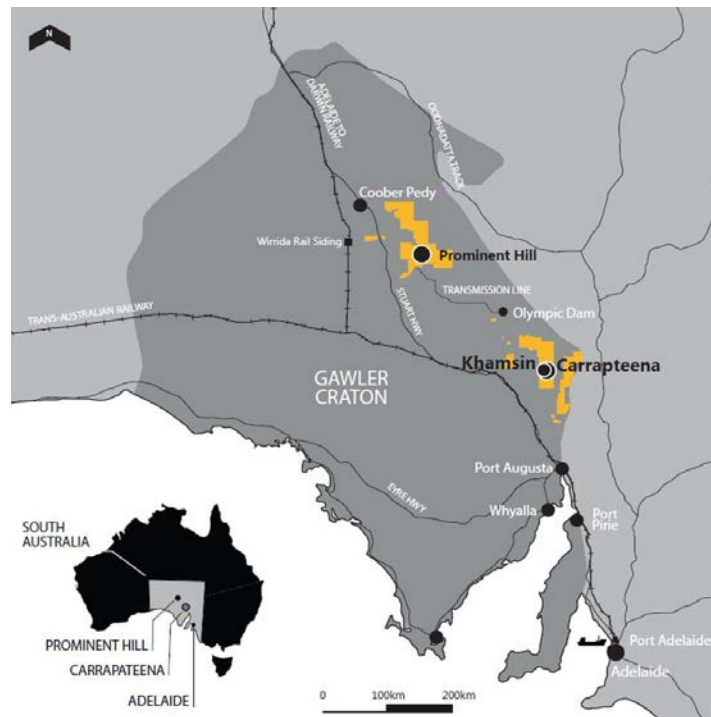 N
ADELAIDE TO
DARWIN RAILWAY
OODNADATTA TRACK
Coober Pedy
Wirrida Rail Siding
Prominent Hill
TRANSMISSION LINE
STUART HWY
Olympic Dam
TRANS-AUSTRALIAN RAILWAY
Khamsin
Carrapteena
GAWLER
CRATON
Port Augusta
EYRE HWY
Whyalla
Port
Pirie
SOUTH
AUSTRALIA
PROMINENT HILL
CARRAPATEENA
ADELAIDE
Port Adelaide
Adelaide
0
100km
200km